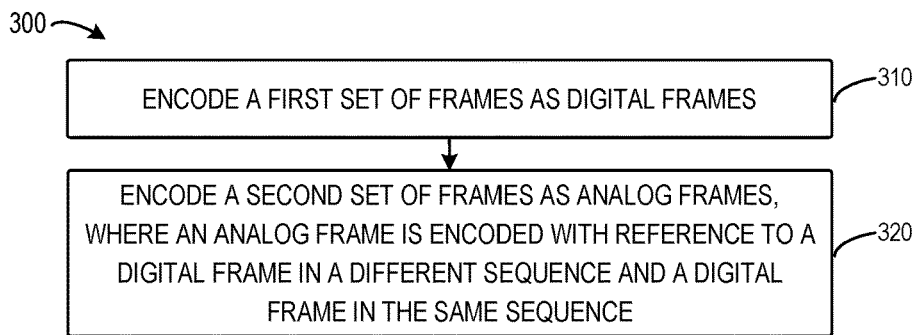 300
ENCODE A FIRST SET OF FRAMES AS DIGITAL FRAMES
310
ENCODE A SECOND SET OF FRAMES AS ANALOG FRAMES,
WHERE AN ANALOG FRAME IS ENCODED WITH REFERENCE TO A
DIGITAL FRAME IN A DIFFERENT SEQUENCE AND A DIGITAL
FRAME IN THE SAME SEQUENCE
320